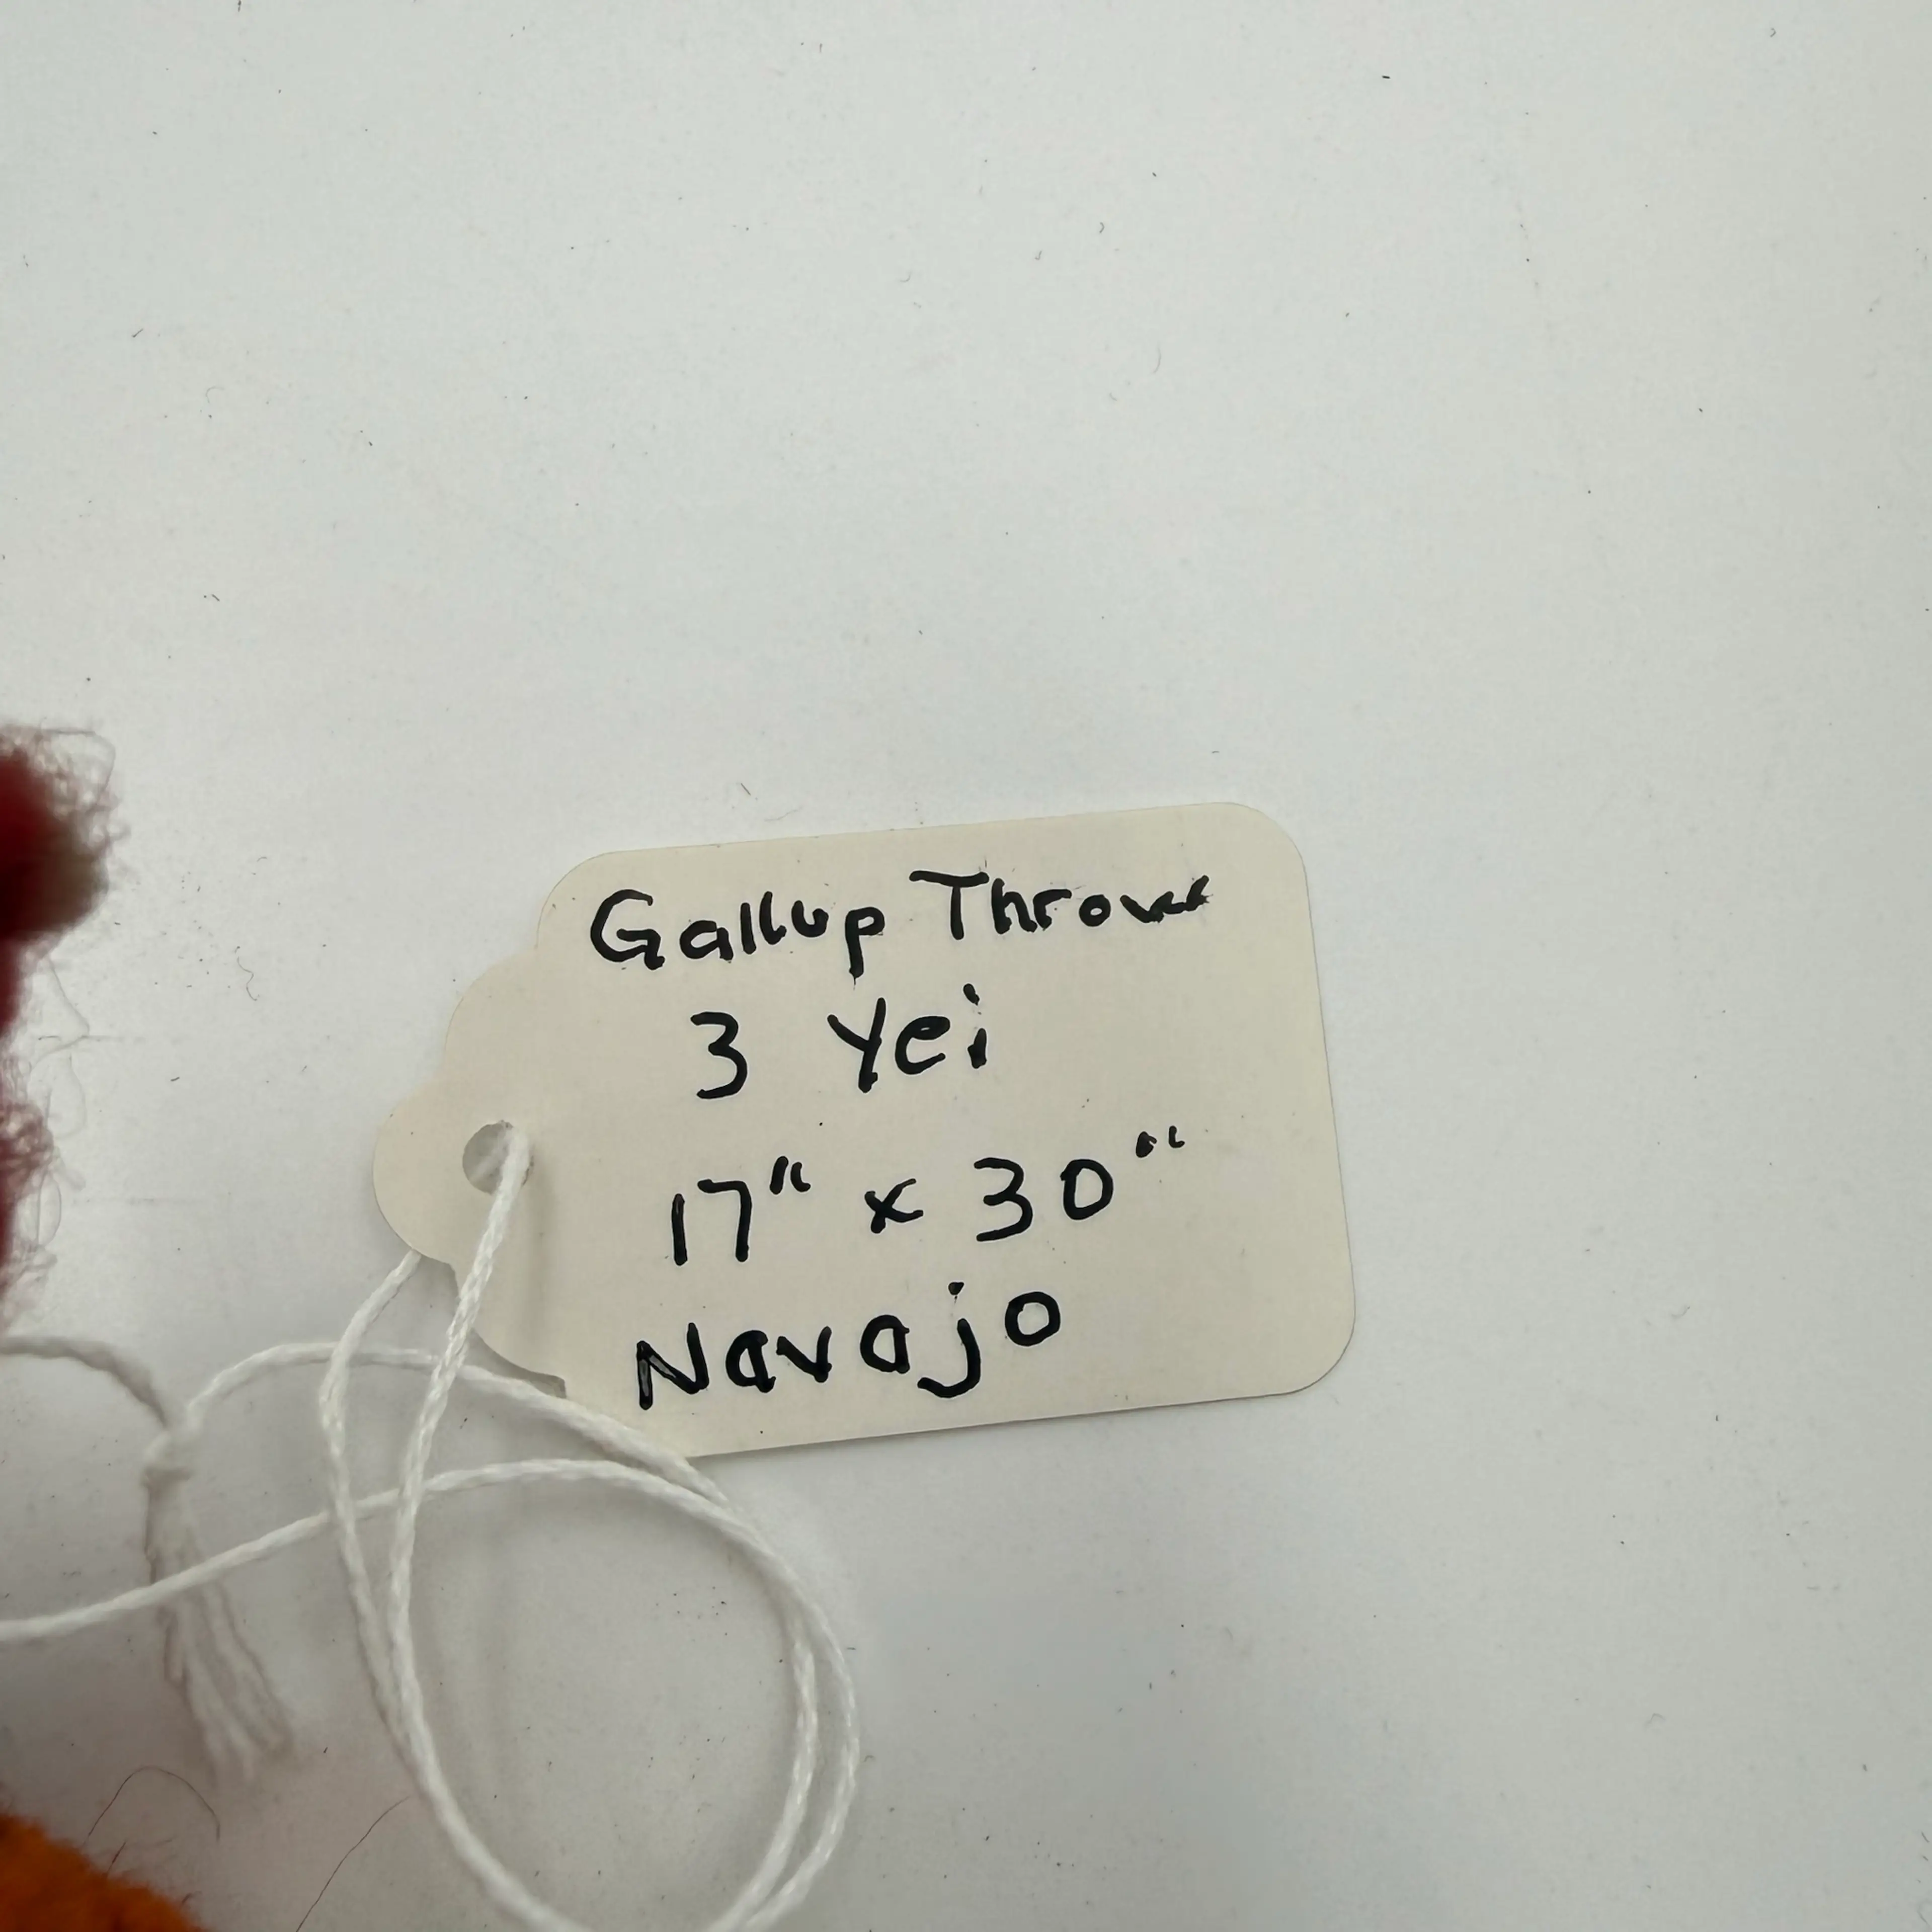 Gallup Throw
3 Yei
17" x 30"
Navajo